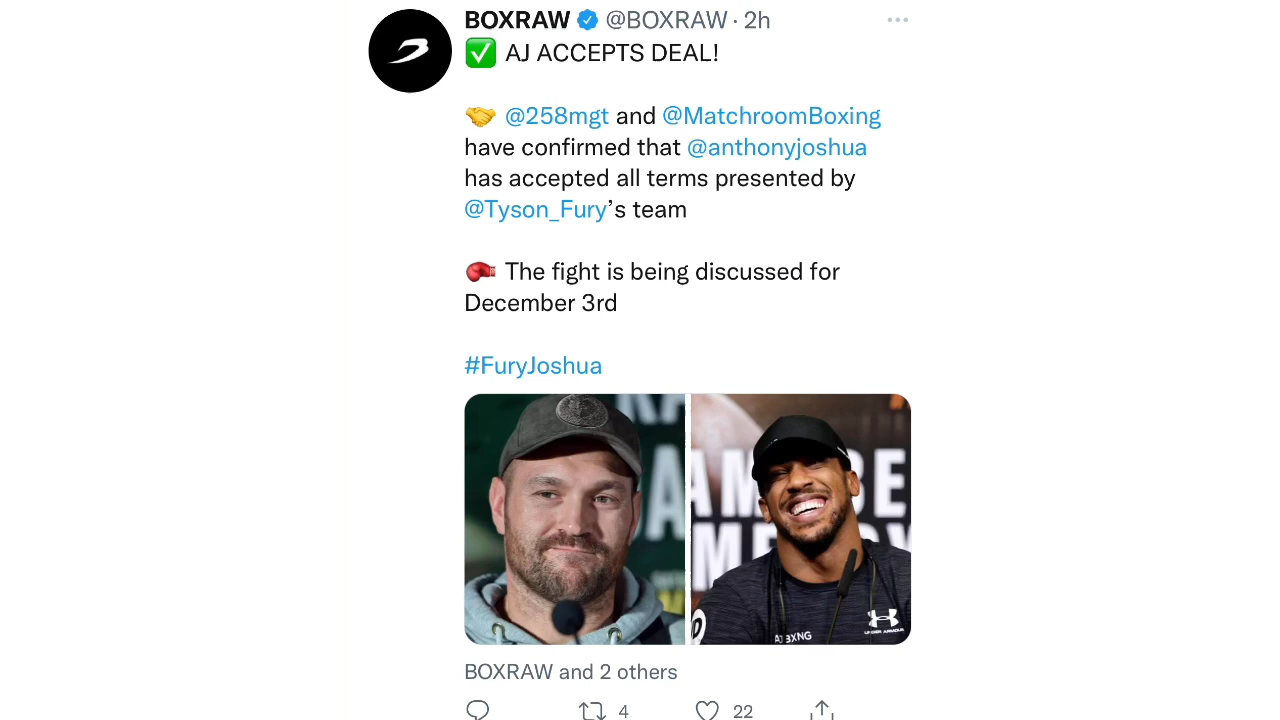 BOXRAW @BOXRAW · 2h
AJ ACCEPTS DEAL!
@258mgt and @MatchroomBoxing
have confirmed that @anthonyjoshua
has accepted all terms presented by
@Tyson_Fury’s team
The fight is being discussed for
December 3rd
#FuryJoshua
AJ BXNG
UNDER ARMOUR
BOXRAW and 2 others
4 22